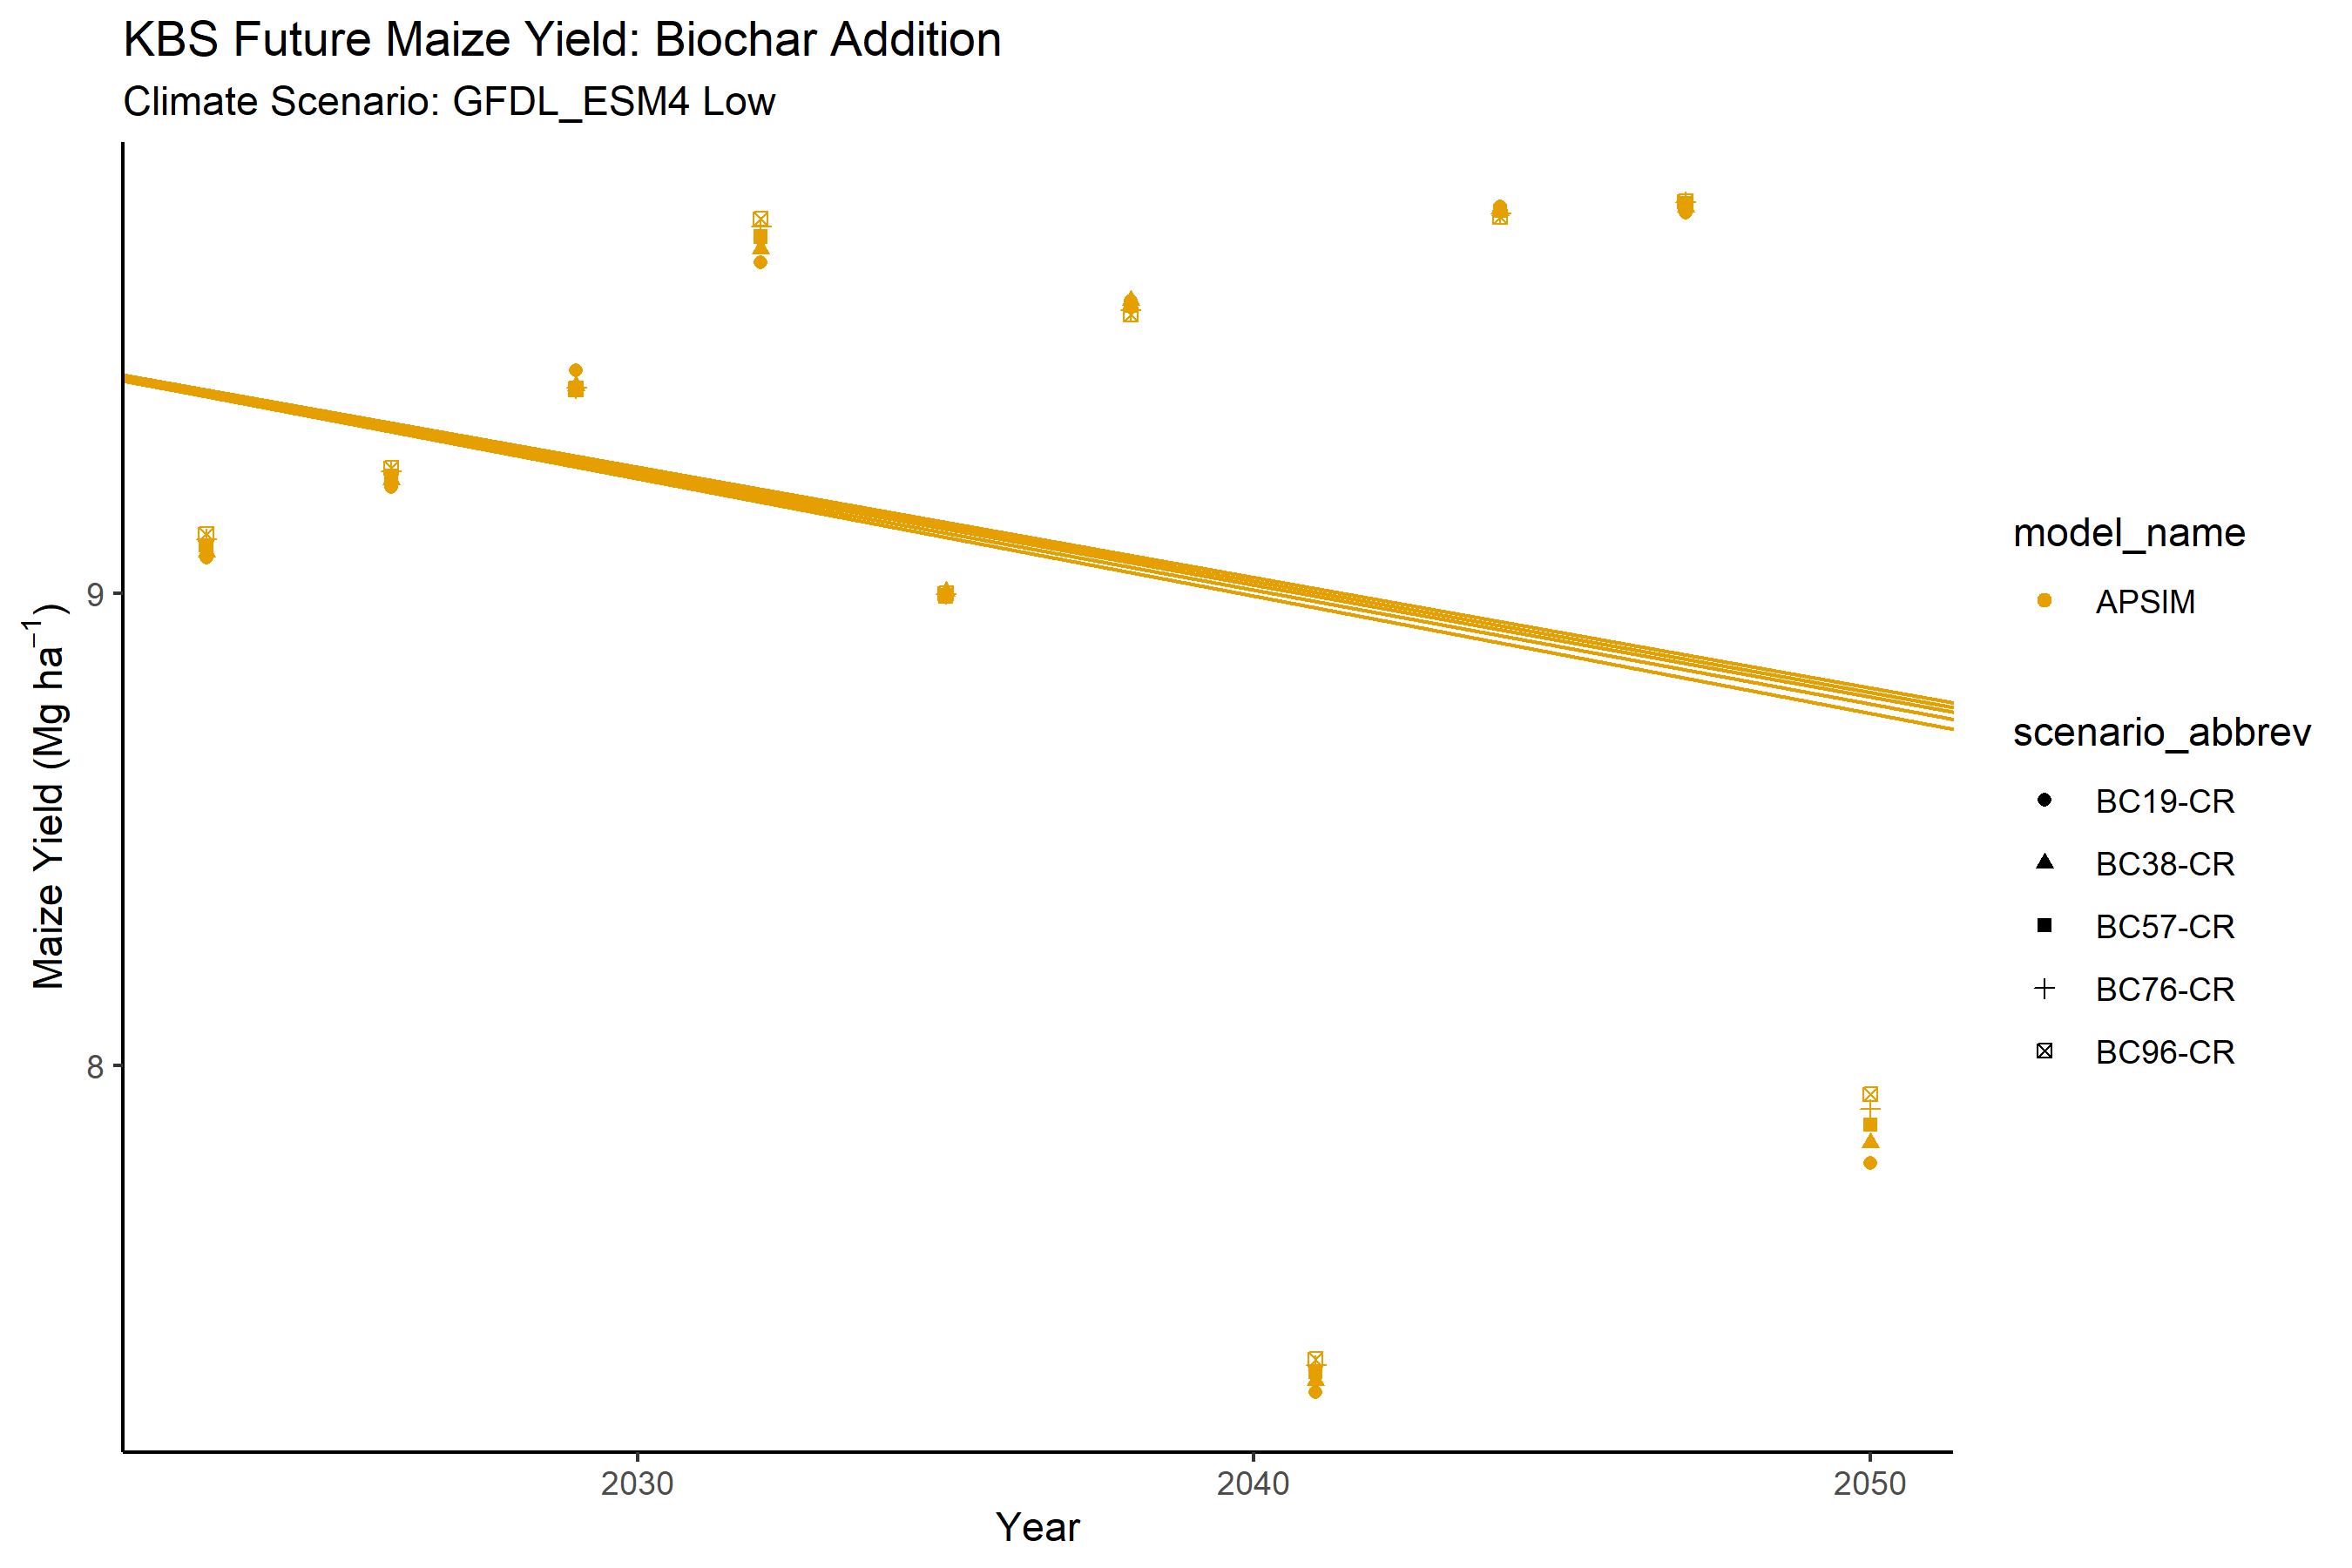 KBS Future Maize Yield: Biochar Addition
Climate Scenario: GFDL_ESM4 Low
Maize Yield (Mg ha⁻¹)
9
8
2030
2040
2050
Year
model_name
APSIM
scenario_abbrev
BC19-CR
BC38-CR
BC57-CR
BC76-CR
BC96-CR